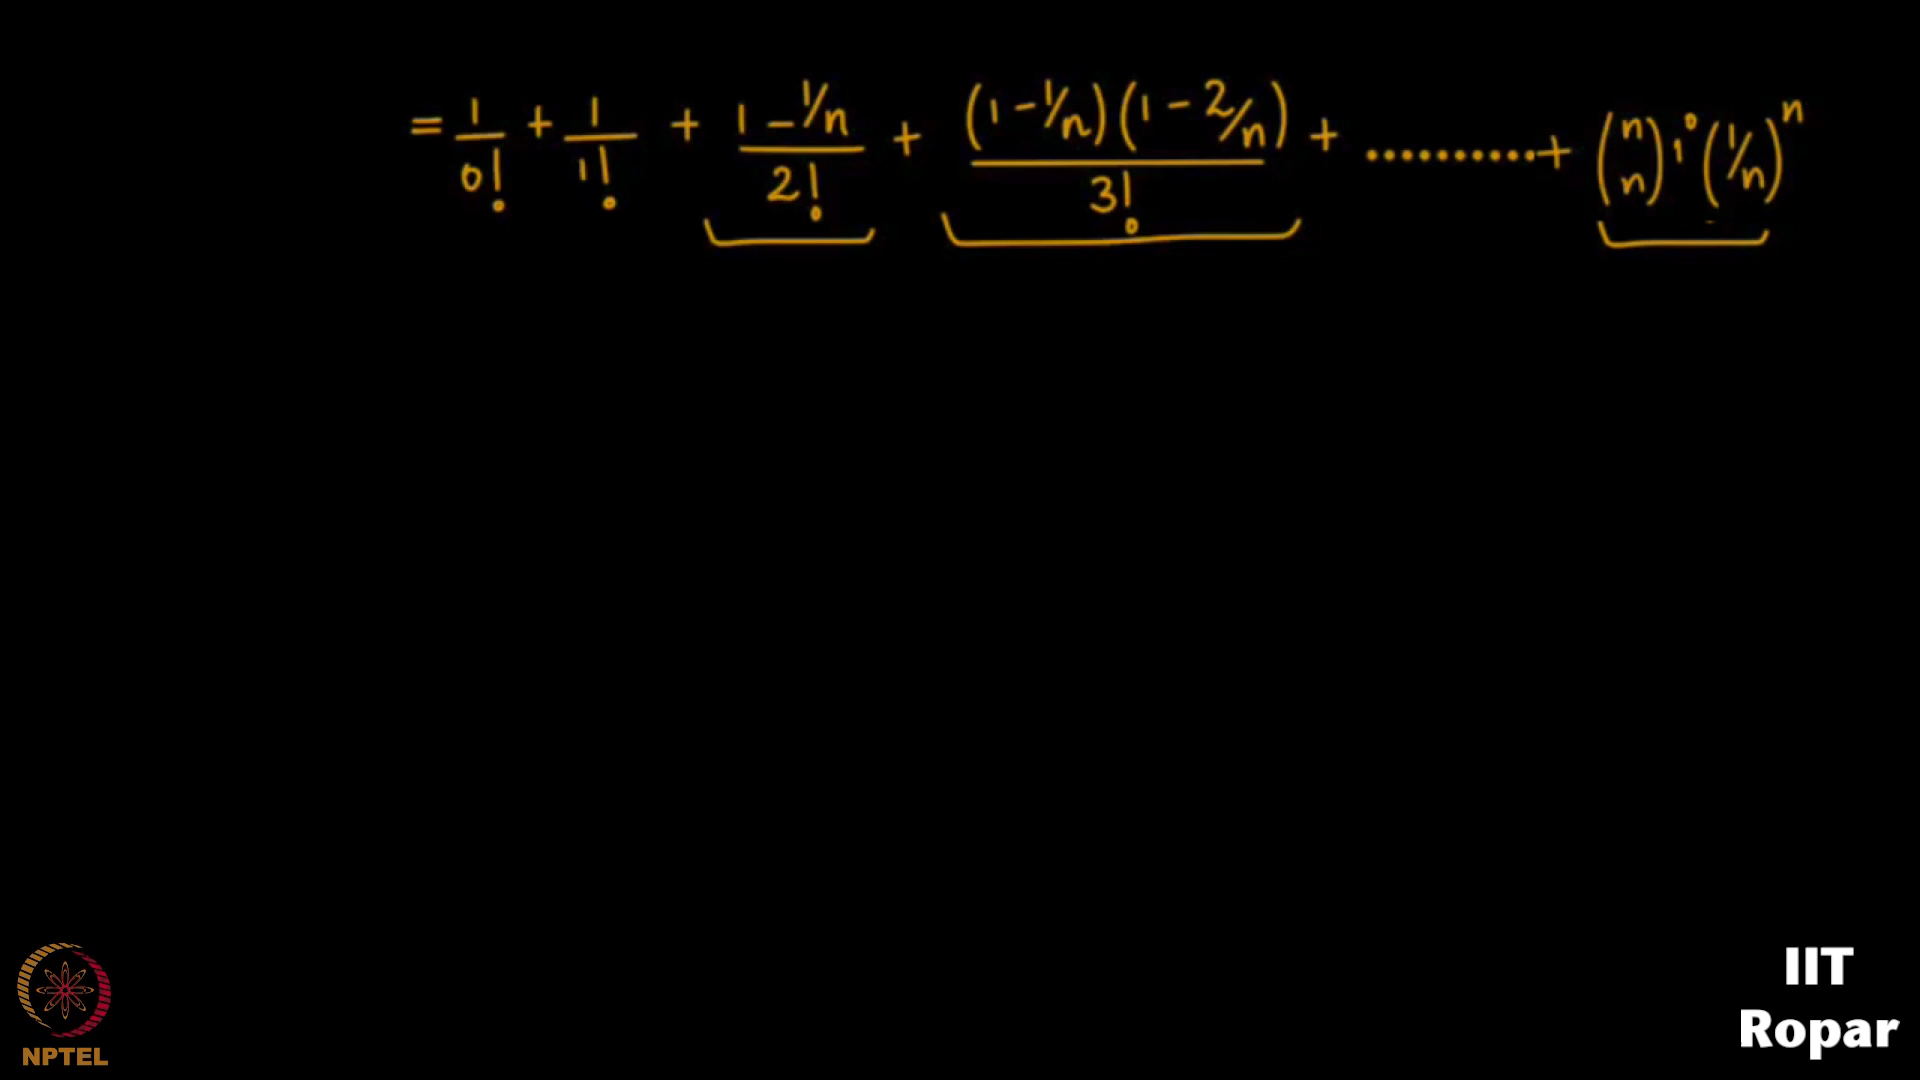 = 1/0! + 1/1! + (1 - 1/n)/2! + (1 - 1/n)(1 - 2/n)/3! + ........... + (n n) 1⁰ (1/n)ⁿ
NPTEL
IIT
Ropar